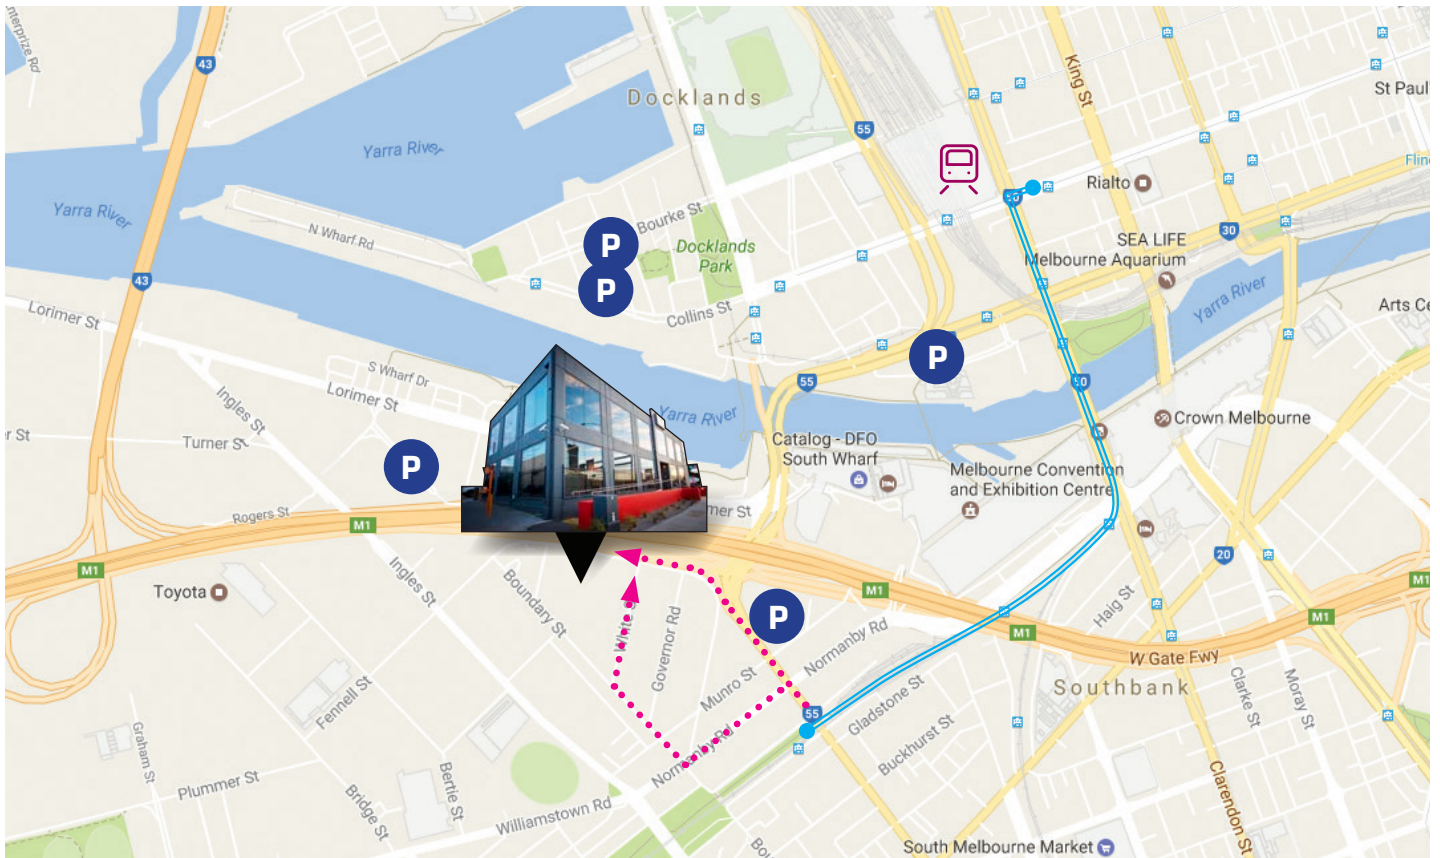 Enterprize Rd
43
Docklands
55
King St
St Paul
Yarra River
Rialto
Flin
Yarra River
N Wharf Rd
Bourke St
P
Docklands
Park
30
SEA LIFE
Melbourne Aquarium
43
P
Collins St
Yarra River
Arts Ce
Lorimer St
P
S Wharf Dr
55
Ingles St
Lorimer St
Yarra River
Crown Melbourne
er St
Turner S
Catalog - DFO
South Wharf
P
Melbourne Convention
and Exhibition Centre
Rogers St
M1
mer St
20
M1
Toyota
Ingles St
Boundary St
White S
Governor Rd
P
M1
Haig St
M1
M1
Normanby Rd
M1
W Gate Fwy
Southbank
Fennell St
Munro St
55
Gladstone St
Clarke St
Moray St
Graham St
Normanby Rd
Buckhurst St
Plummer St
Bridge St
Bertie St
Williamstown Rd
Clarendon St
South Melbourne Market